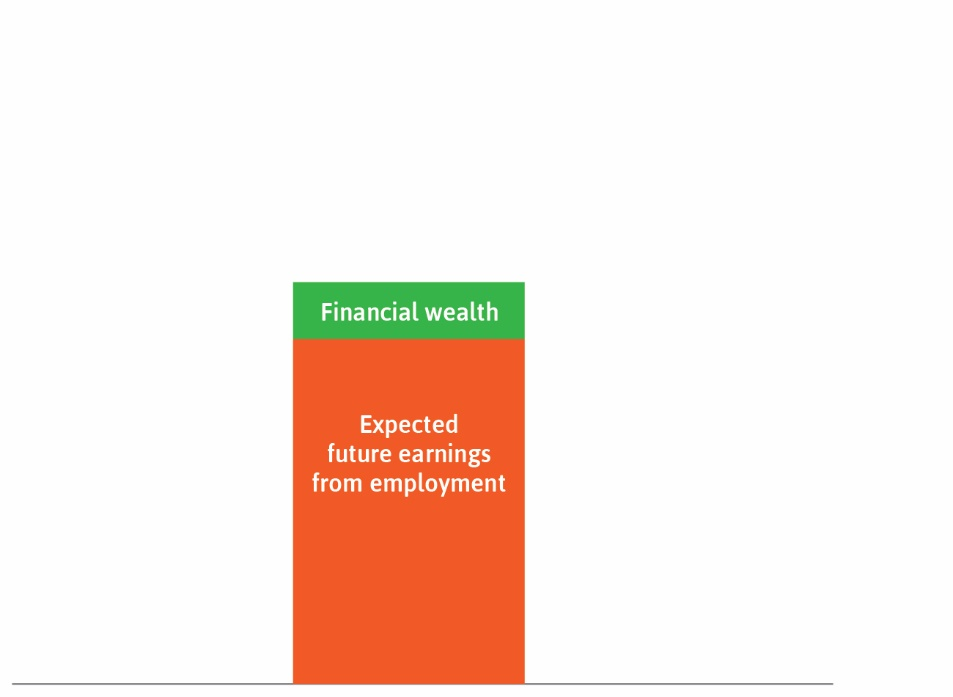 Financial wealth
Expected
future earnings
from employment